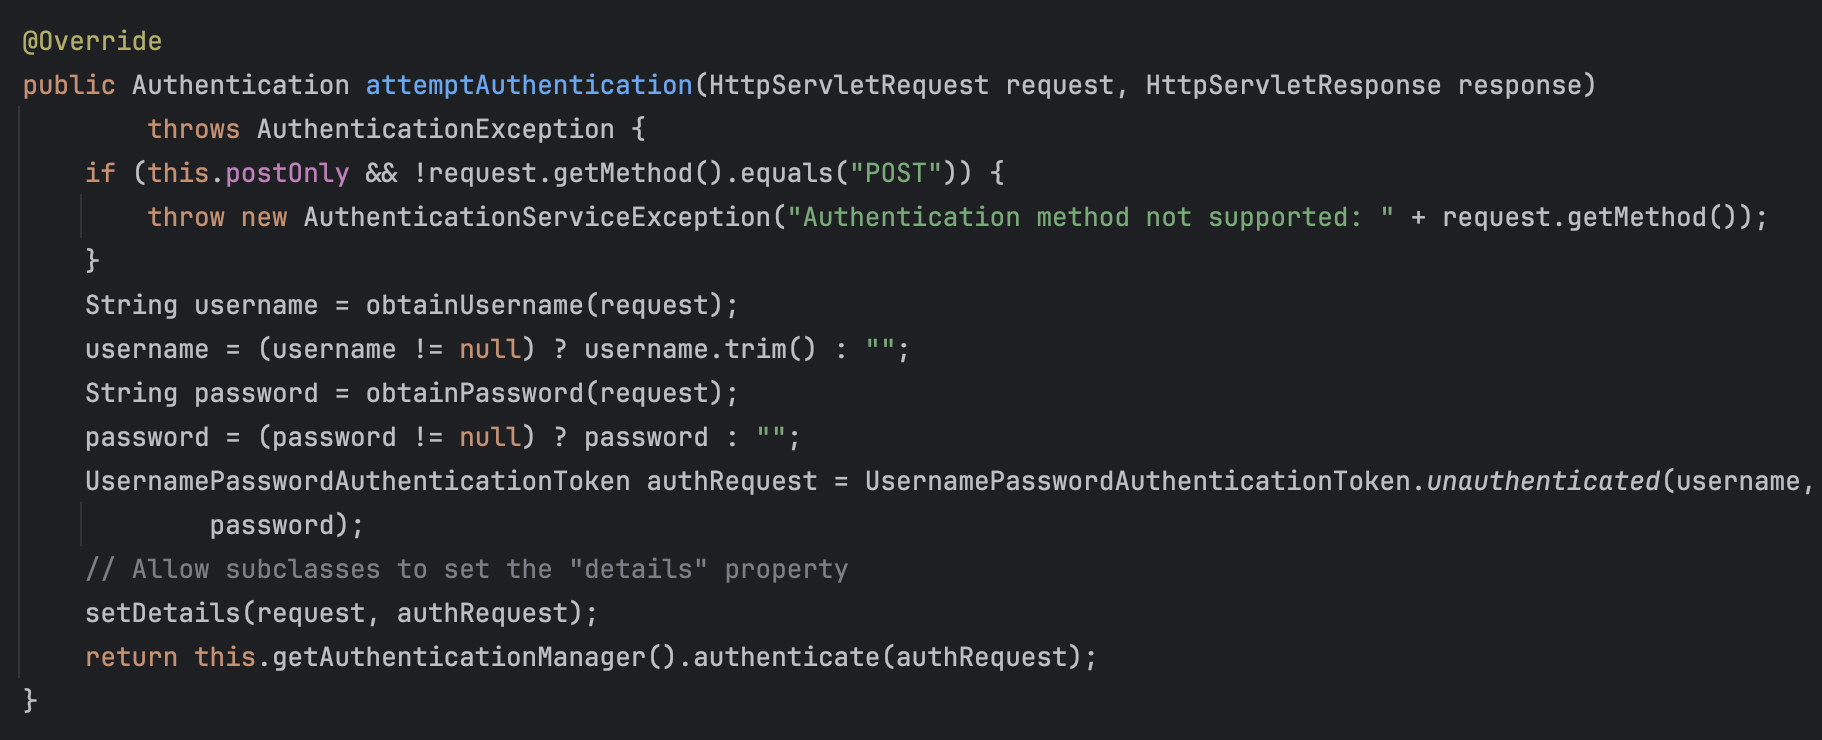 @Override
public Authentication attemptAuthentication(HttpServletRequest request, HttpServletResponse response)
        throws AuthenticationException {
    if (this.postOnly && !request.getMethod().equals("POST")) {
        throw new AuthenticationServiceException("Authentication method not supported: " + request.getMethod());
    }
    String username = obtainUsername(request);
    username = (username != null) ? username.trim() : "";
    String password = obtainPassword(request);
    password = (password != null) ? password : "";
    UsernamePasswordAuthenticationToken authRequest = UsernamePasswordAuthenticationToken.unauthenticated(username,
            password);
    // Allow subclasses to set the "details" property
    setDetails(request, authRequest);
    return this.getAuthenticationManager().authenticate(authRequest);
}